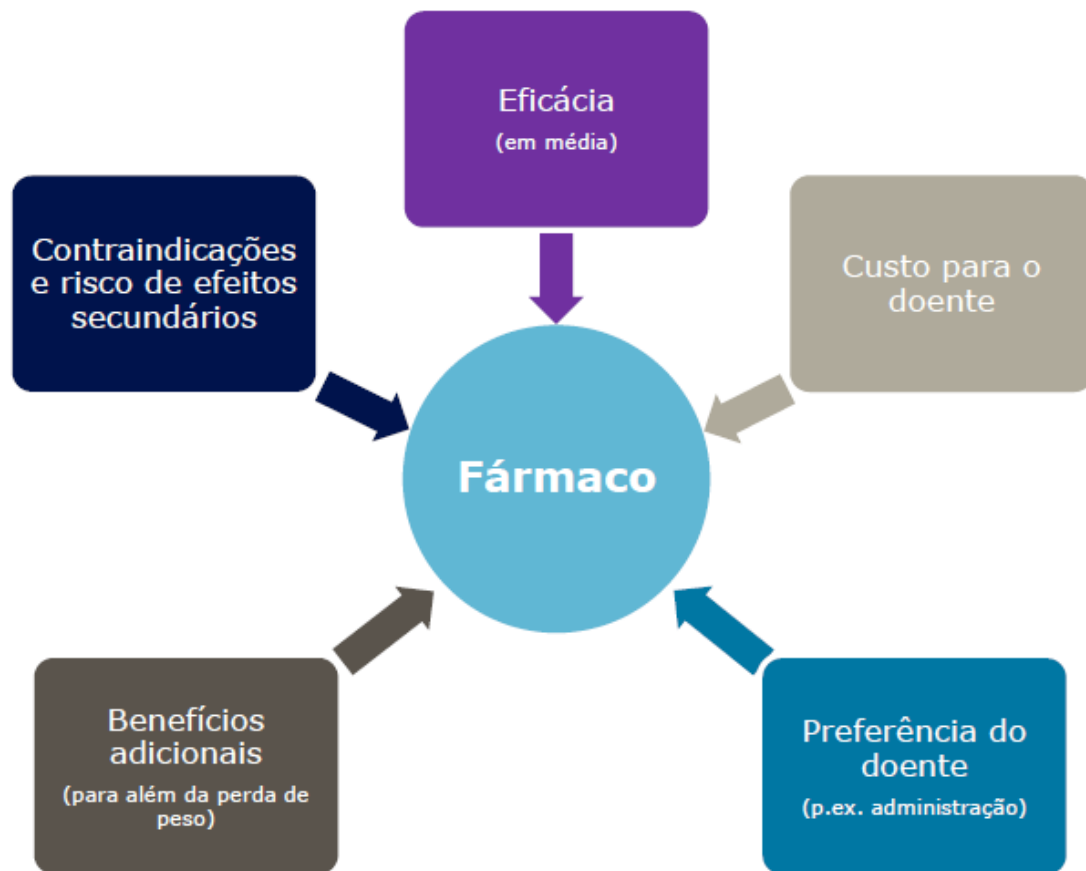 Eficácia
(em média)
Contraindicações
e risco de efeitos
secundários
Custo para o
doente
Fármaco
Benefícios
adicionais
(para além da perda de
peso)
Preferência do
doente
(p.ex. administração)